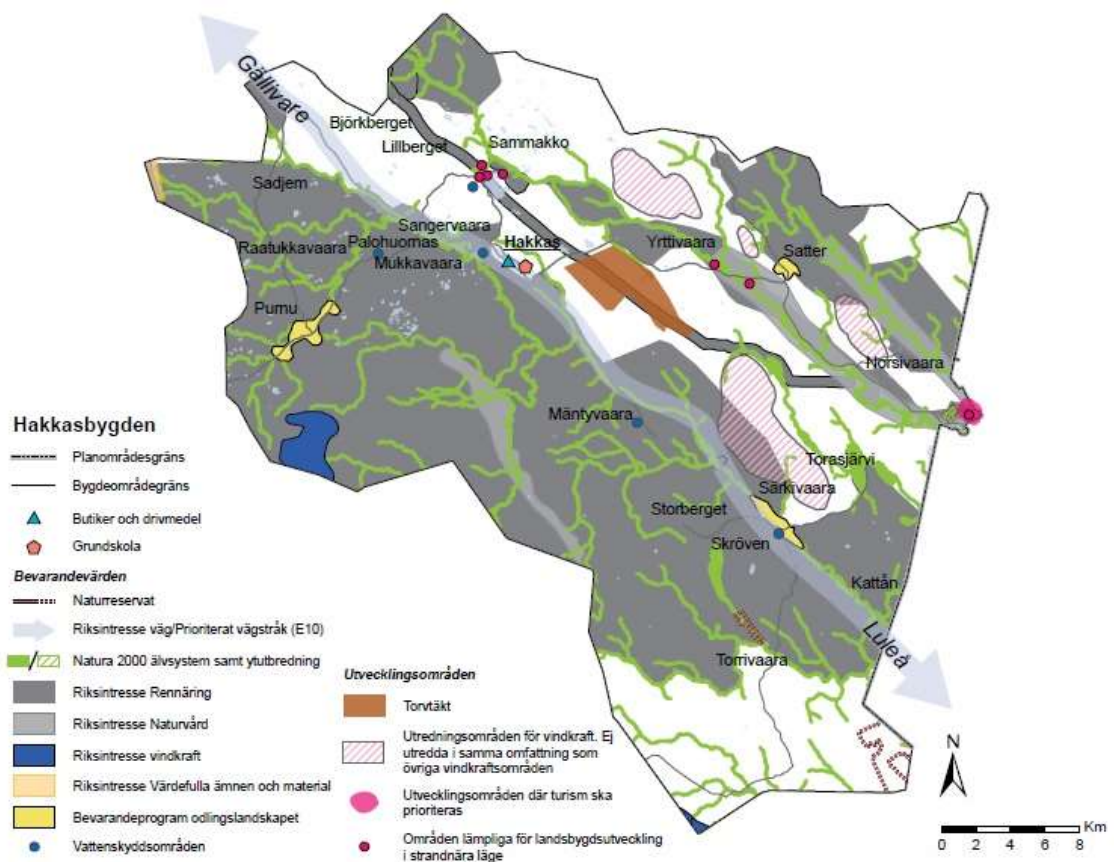 Gällivare
Björkberget
Lillberget
Sammakko
Sadjem
Sangervaara
Hakkas
Yrttivaara
Satter
Raatukkavaara
Palohuornas
Mukkavaara
Purnu
Norsivaara
Mäntyvaara
Torasjärvi
Särkivaara
Storberget
Skröven
Kattån
Luleå
Torrivaara
Hakkasbygden
Planområdesgräns
Bygdeområdegräns
Butiker och drivmedel
Grundskola
Bevarandevärden
Naturreservat
Riksintresse väg/Prioriterat vägstråk (E10)
/
Natura 2000 älvsystem samt ytutbredning
Riksintresse Rennäring
Riksintresse Naturvård
Riksintresse vindkraft
Riksintresse Värdefulla ämnen och material
Bevarandeprogram odlingslandskapet
Vattenskyddsområden
Utvecklingsområden
Torvtäkt
Utredningsområden för vindkraft. Ej
utredda i samma omfattning som
övriga vindkraftsområden
Utvecklingsområden där turism ska
prioriteras
Områden lämpliga för landsbygdsutveckling
i strandnära läge
N
Km
0 2 4 6 8